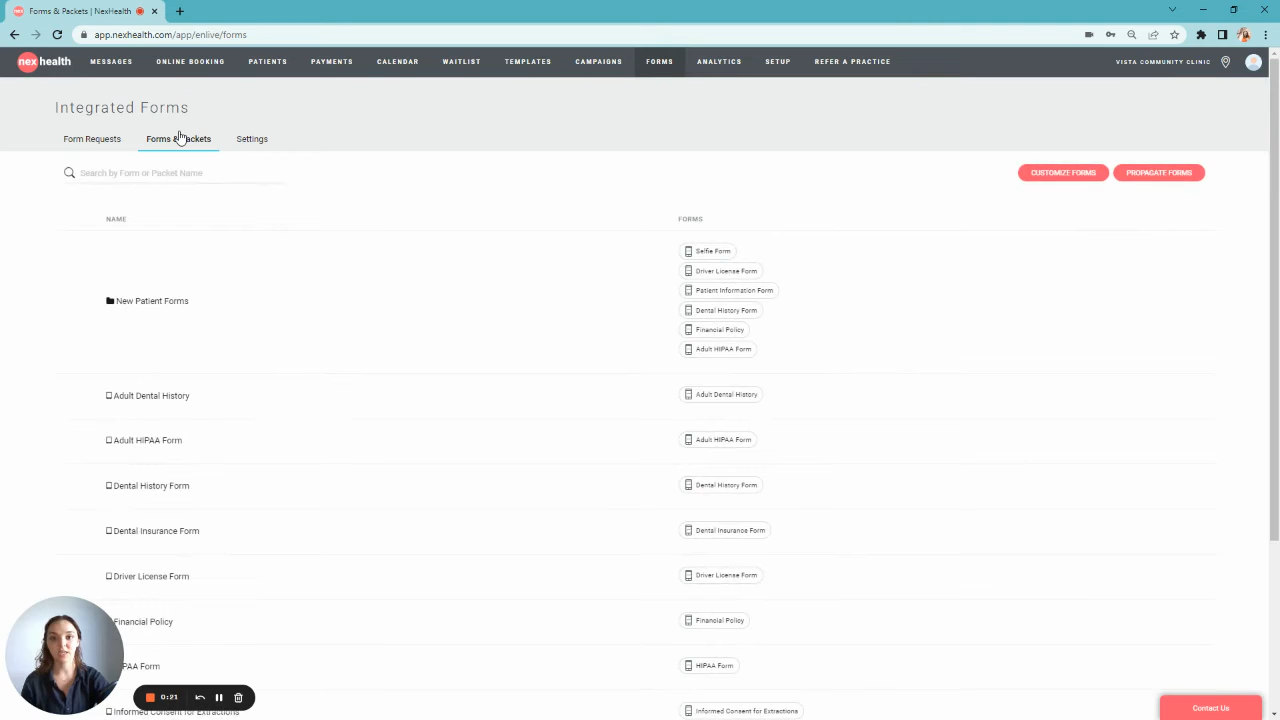 Forms & Packets | NexHealth
app.nexhealth.com/app/enlive/forms
nexhealth MESSAGES ONLINE BOOKING PATIENTS PAYMENTS CALENDAR WAITLIST TEMPLATES CAMPAIGNS FORMS ANALYTICS SETUP REFER A PRACTICE VISTA COMMUNITY CLINIC
Integrated Forms
Form Requests Forms & Packets Settings
Search by Form or Packet Name CUSTOMIZE FORMS PROPAGATE FORMS
NAME FORMS
Selfie Form
Driver License Form
Patient Information Form
New Patient Forms
Dental History Form
Financial Policy
Adult HIPAA Form
Adult Dental History Adult Dental History
Adult HIPAA Form Adult HIPAA Form
Dental History Form Dental History Form
Dental Insurance Form Dental Insurance Form
Driver License Form Driver License Form
Financial Policy Financial Policy
PAA Form HIPAA Form
0:21
Informed Consent for Extractions Informed Consent for Extractions
Contact Us